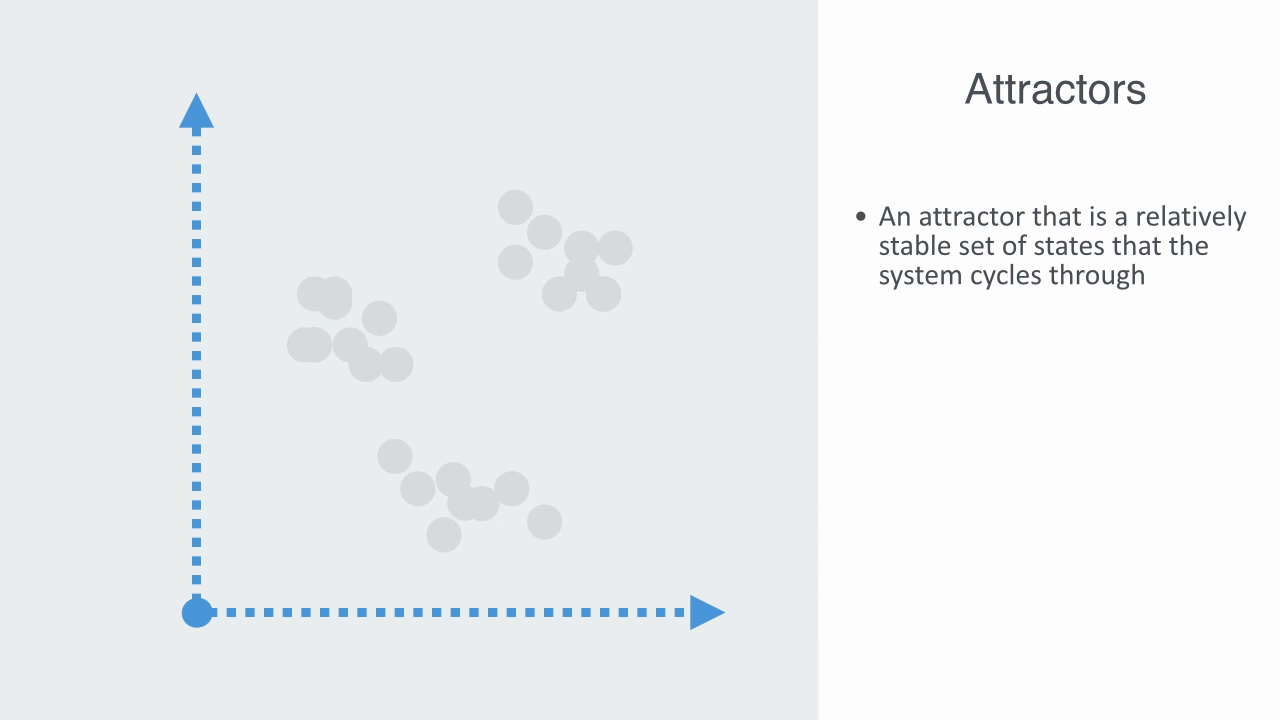 Attractors
• An attractor that is a relatively
stable set of states that the
system cycles through